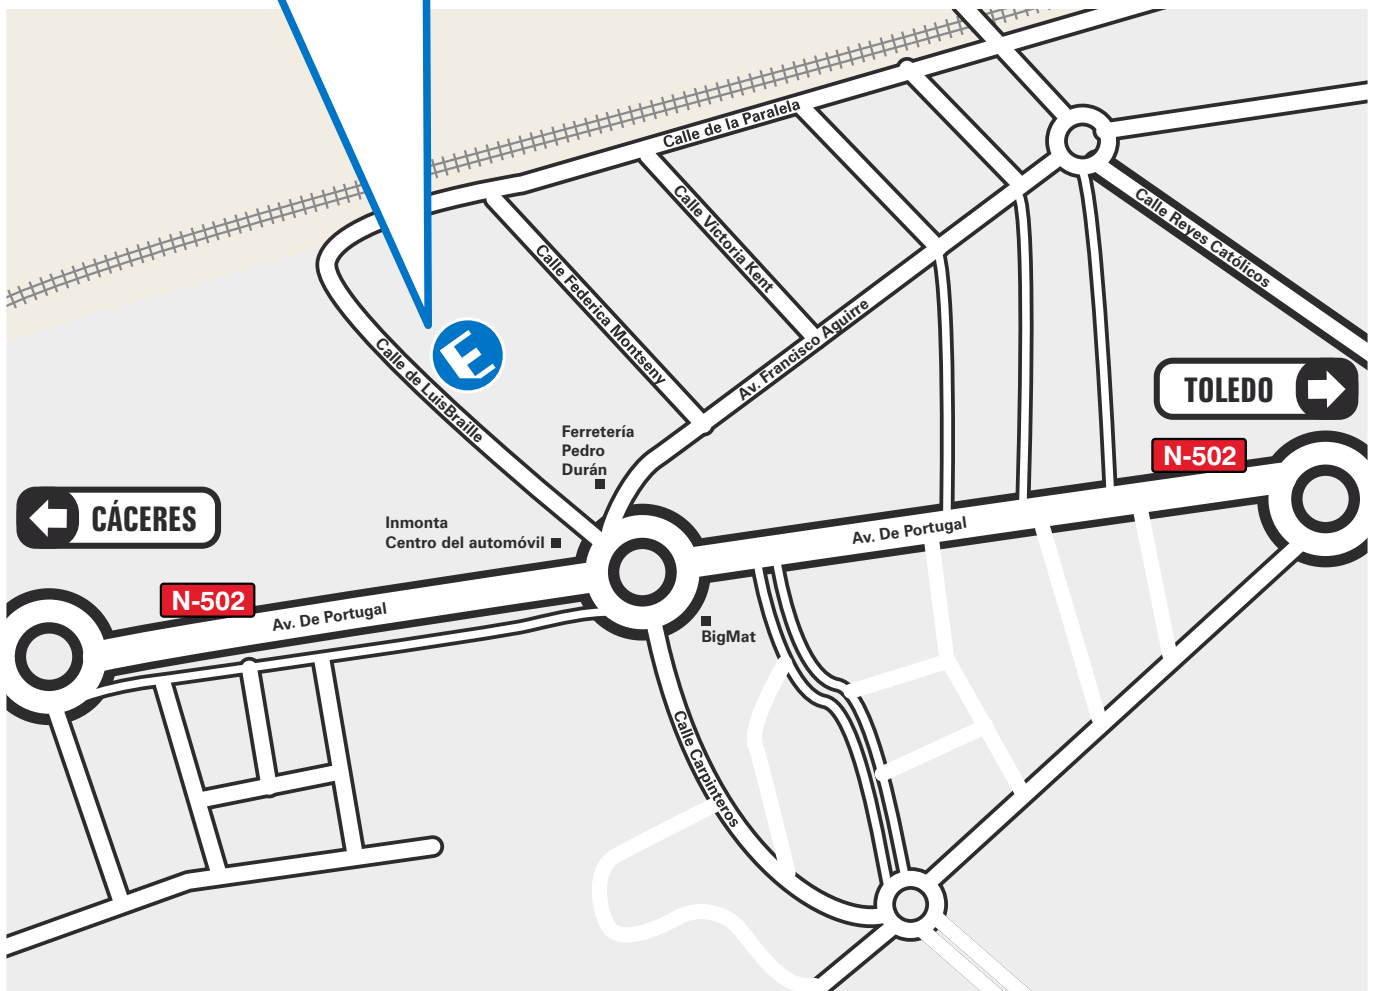 Calle de la Paralela
Calle Victoria Kent
Calle Reyes Católicos
Calle Federica Montseny
Av. Francisco Aguirre
Calle de LuisBraille
E
TOLEDO
Ferretería
Pedro
Durán
N-502
CÁCERES
Inmonta
Centro del automóvil
Av. De Portugal
N-502
Av. De Portugal
BigMat
Calle Carpinteros